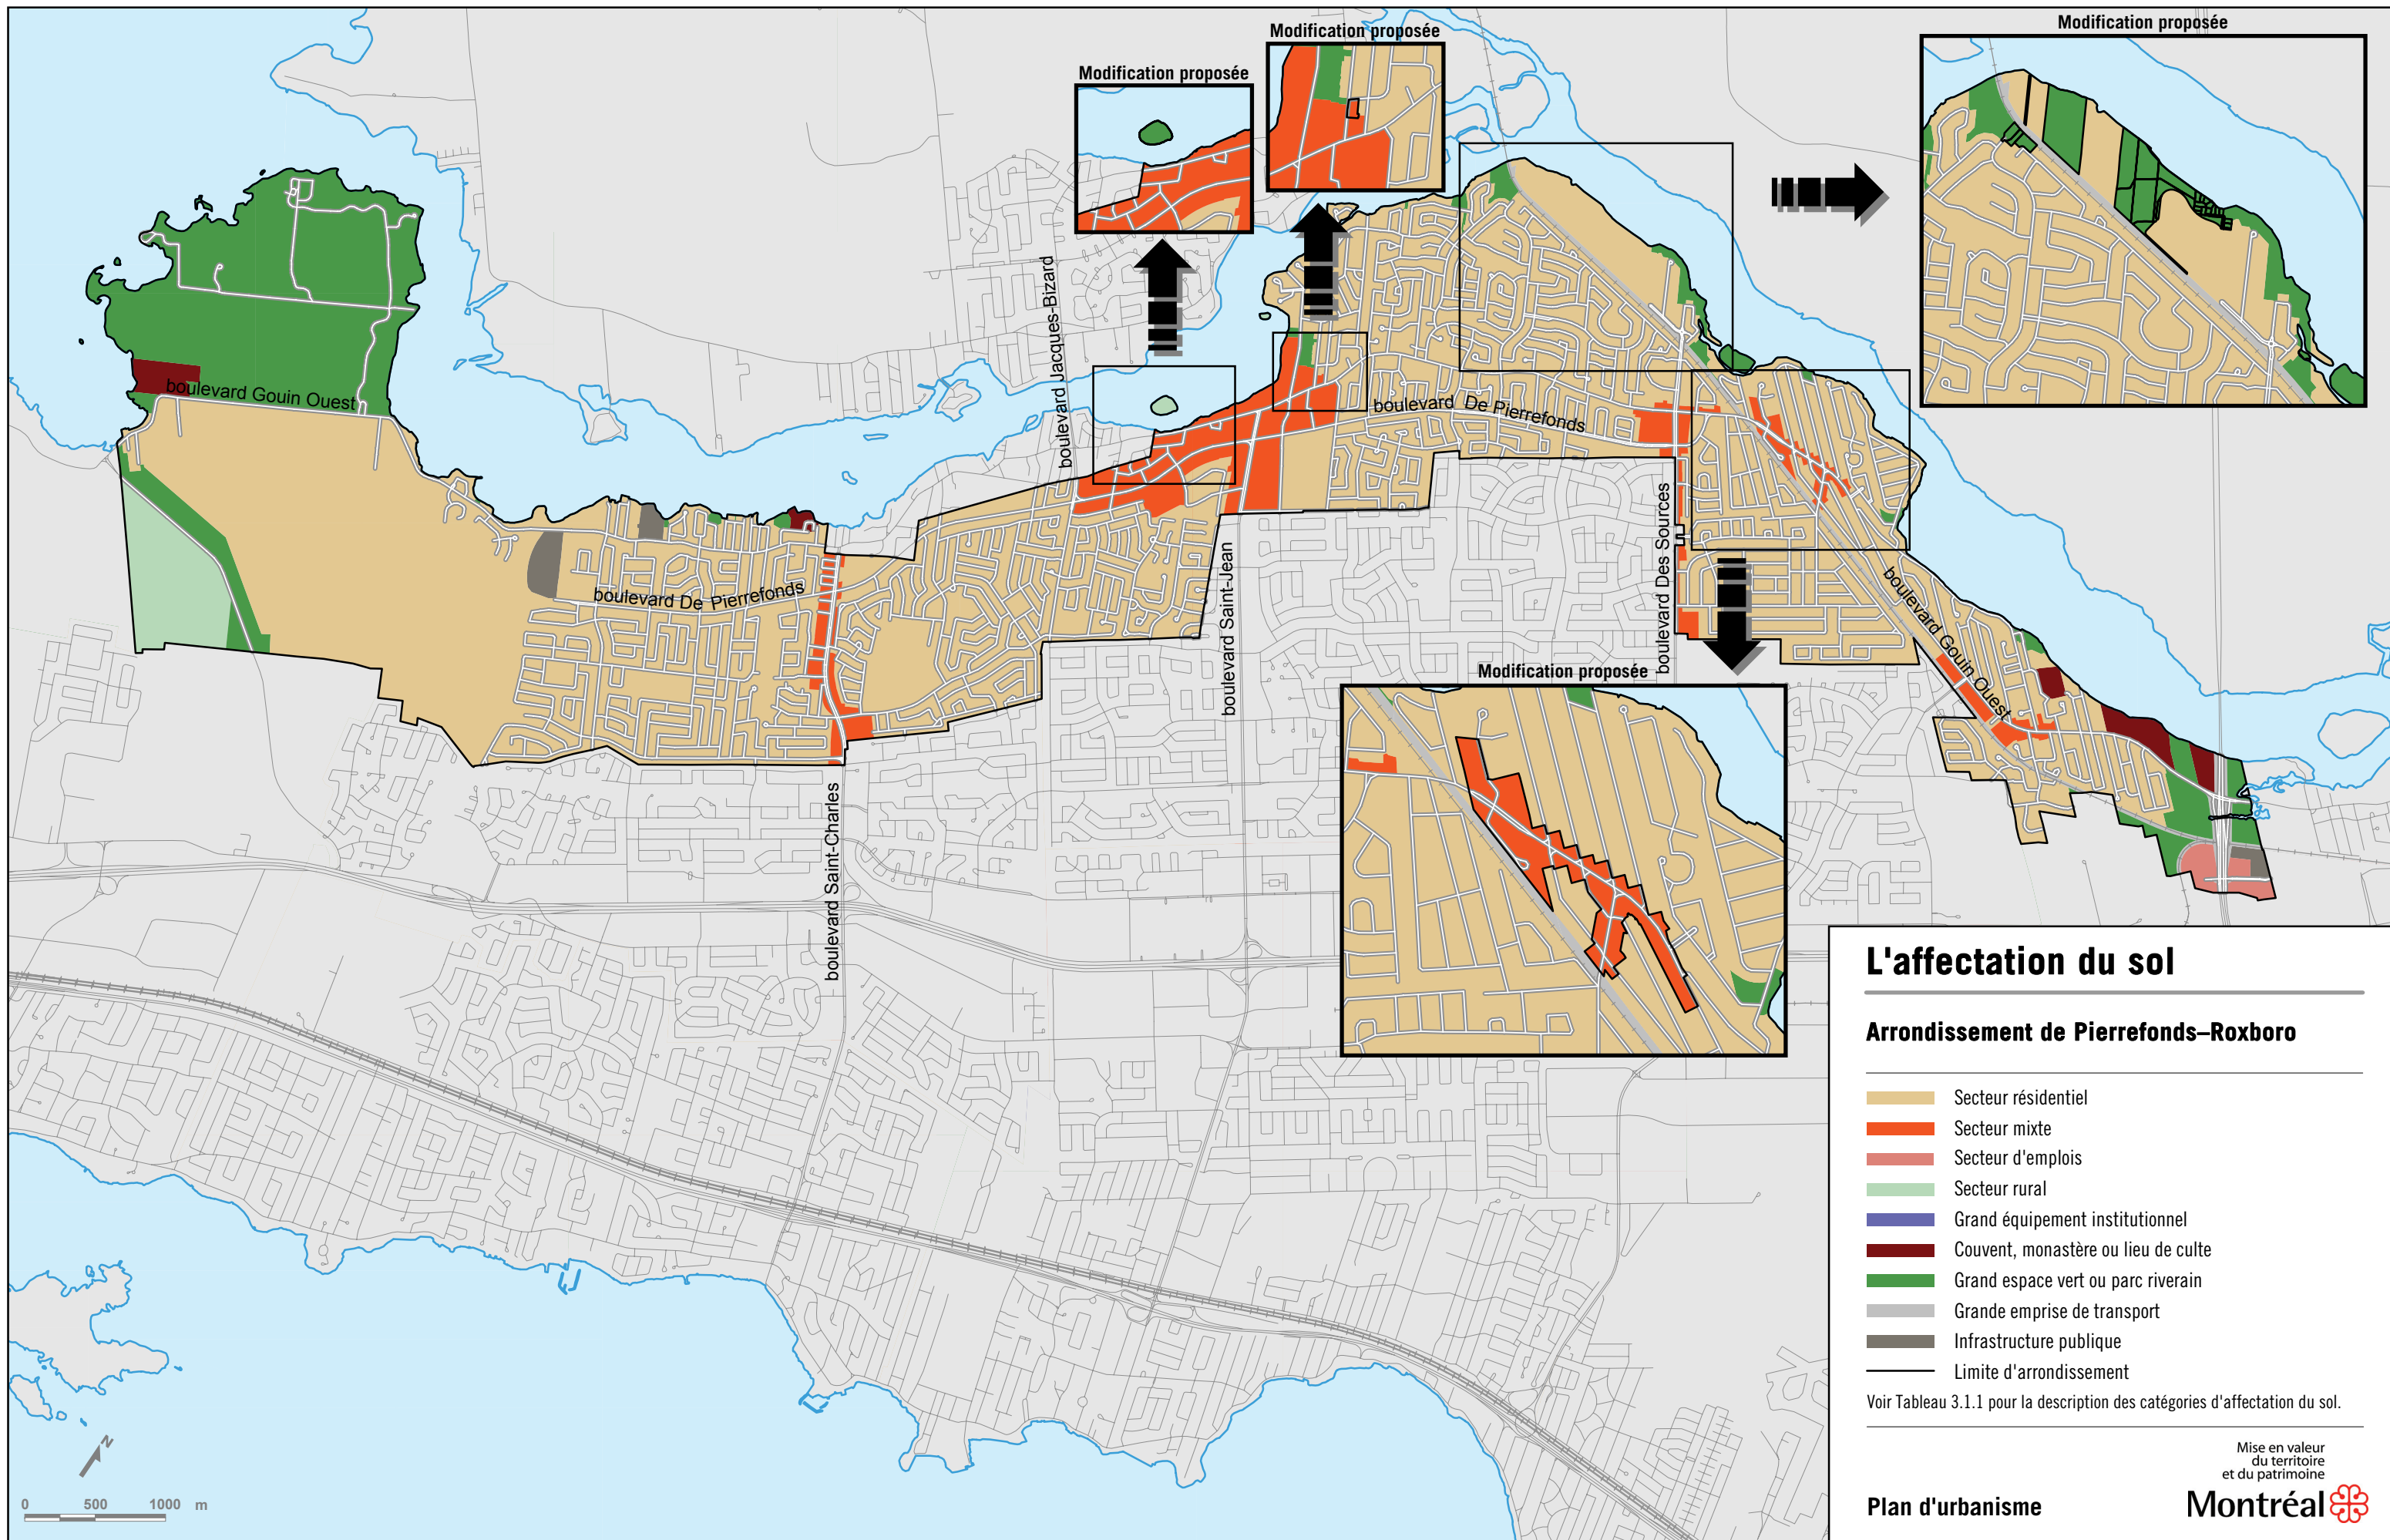 Modification proposée
Modification proposée
Modification proposée
boulevard Jacques-Bizard
boulevard Gouin Ouest
boulevard De Pierrefonds
boulevard De Pierrefonds
boulevard Saint-Jean
boulevard Des Sources
boulevard Gouin Ouest
Modification proposée
boulevard Saint-Charles
L'affectation du sol
Arrondissement de Pierrefonds–Roxboro
Secteur résidentiel
Secteur mixte
Secteur d'emplois
Secteur rural
Grand équipement institutionnel
Couvent, monastère ou lieu de culte
Grand espace vert ou parc riverain
Grande emprise de transport
Infrastructure publique
Limite d'arrondissement
Voir Tableau 3.1.1 pour la description des catégories d'affectation du sol.
Mise en valeur
du territoire
et du patrimoine
Plan d'urbanisme
Montréal
N
0 500 1000 m